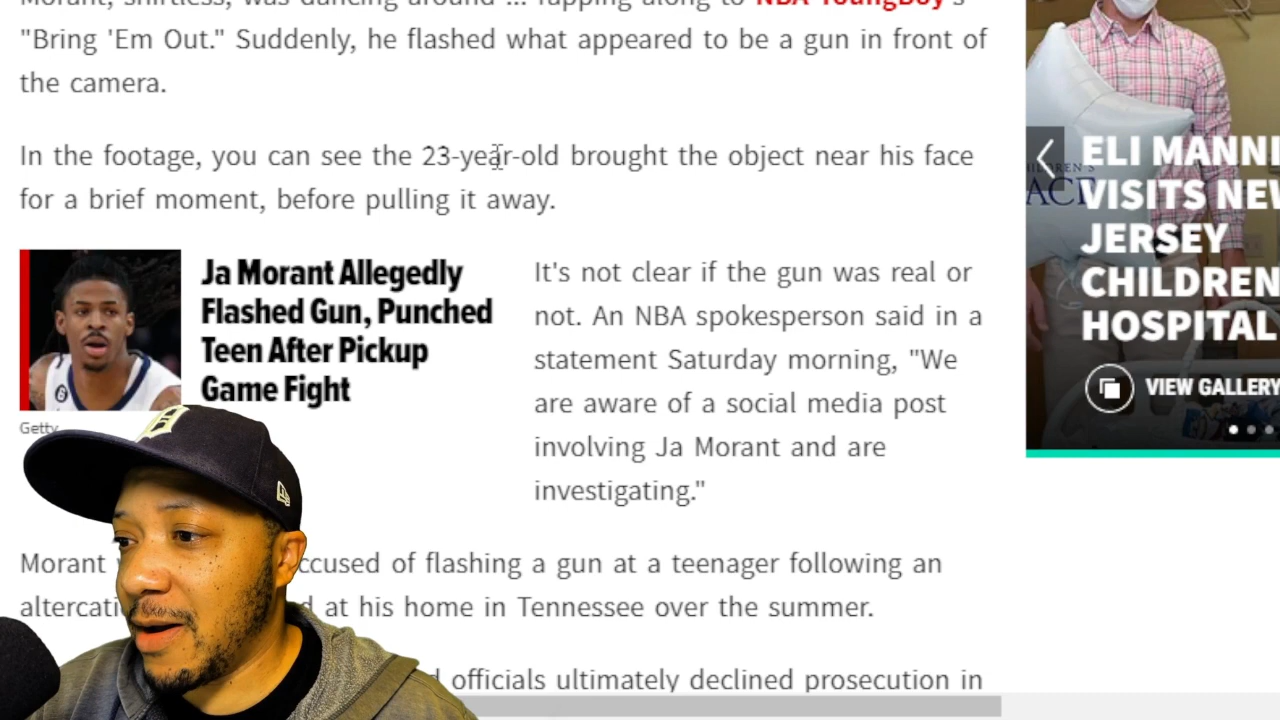 Morant, shirtless, was dancing around ... rapping along to NBA YoungBoy's
"Bring 'Em Out." Suddenly, he flashed what appeared to be a gun in front of
the camera.
In the footage, you can see the 23-year-old brought the object near his face
for a brief moment, before pulling it away.
Ja Morant Allegedly
Flashed Gun, Punched
Teen After Pickup
Game Fight
Getty
It's not clear if the gun was real or
not. An NBA spokesperson said in a
statement Saturday morning, "We
are aware of a social media post
involving Ja Morant and are
investigating."
Morant ccused of flashing a gun at a teenager following an
altercati d at his home in Tennessee over the summer.
d officials ultimately declined prosecution in
ELI MANNI
VISITS NEW
JERSEY
CHILDREN
HOSPITAL
VIEW GALLERY